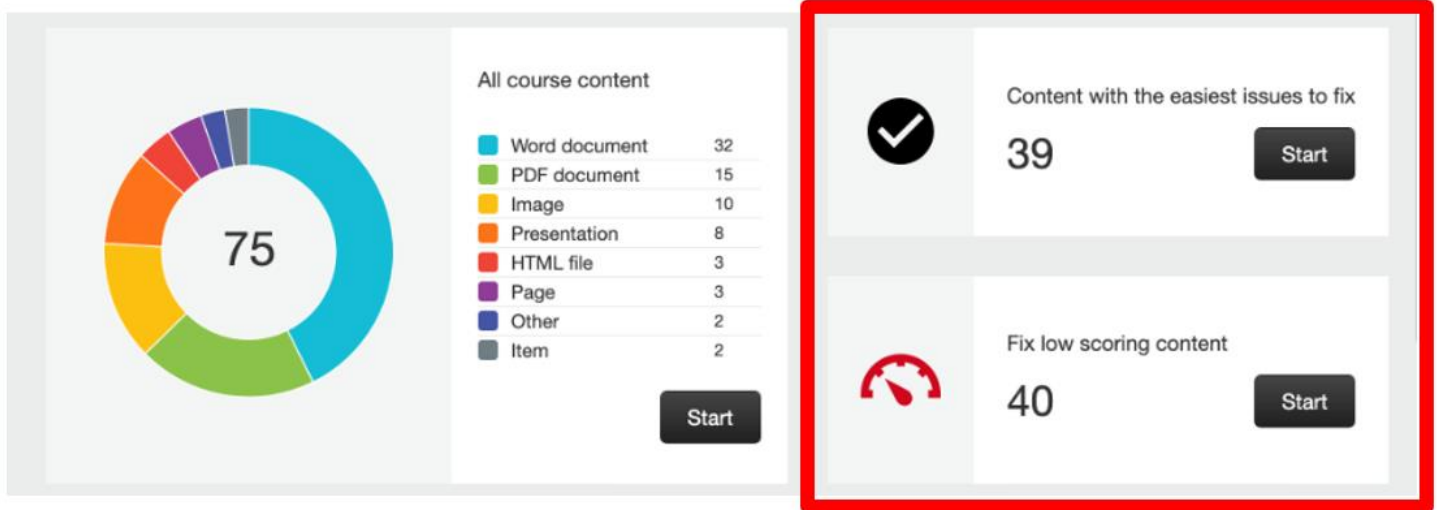 75
All course content
Word document 32
PDF document 15
Image 10
Presentation 8
HTML file 3
Page 3
Other 2
Item 2
Start
Content with the easiest issues to fix
39 Start
Fix low scoring content
40 Start